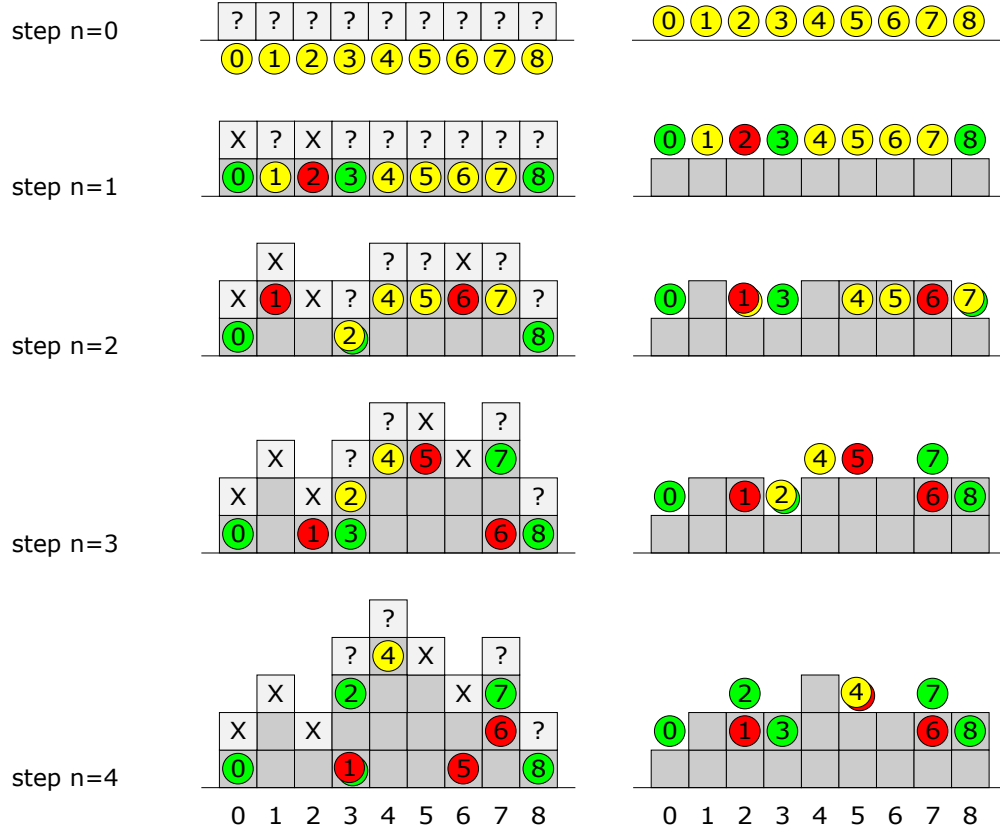 ? ? ? ? ? ? ? ? ? 0 1 2 3 4 5 6 7 8
step n=0
0 1 2 3 4 5 6 7 8
X ? X ? ? ? ? ? ? 0 1 2 3 4 5 6 7 8
0 1 2 3 4 5 6 7 8
step n=1
X ? ? X ?
X 1 X ? 4 5 6 7 ? 0 1 3 4 5 6 7
0 2 8
step n=2
? X ?
X ? 4 5 X 7 4 5 7
X X 2 ? 0 1 2 6 8
0 1 3 6 8
step n=3
?
? 4 X ?
X 2 X 7 2 4 7
X X 6 ? 0 1 3 6 8
0 1 5 8
step n=4
0 1 2 3 4 5 6 7 8 0 1 2 3 4 5 6 7 8